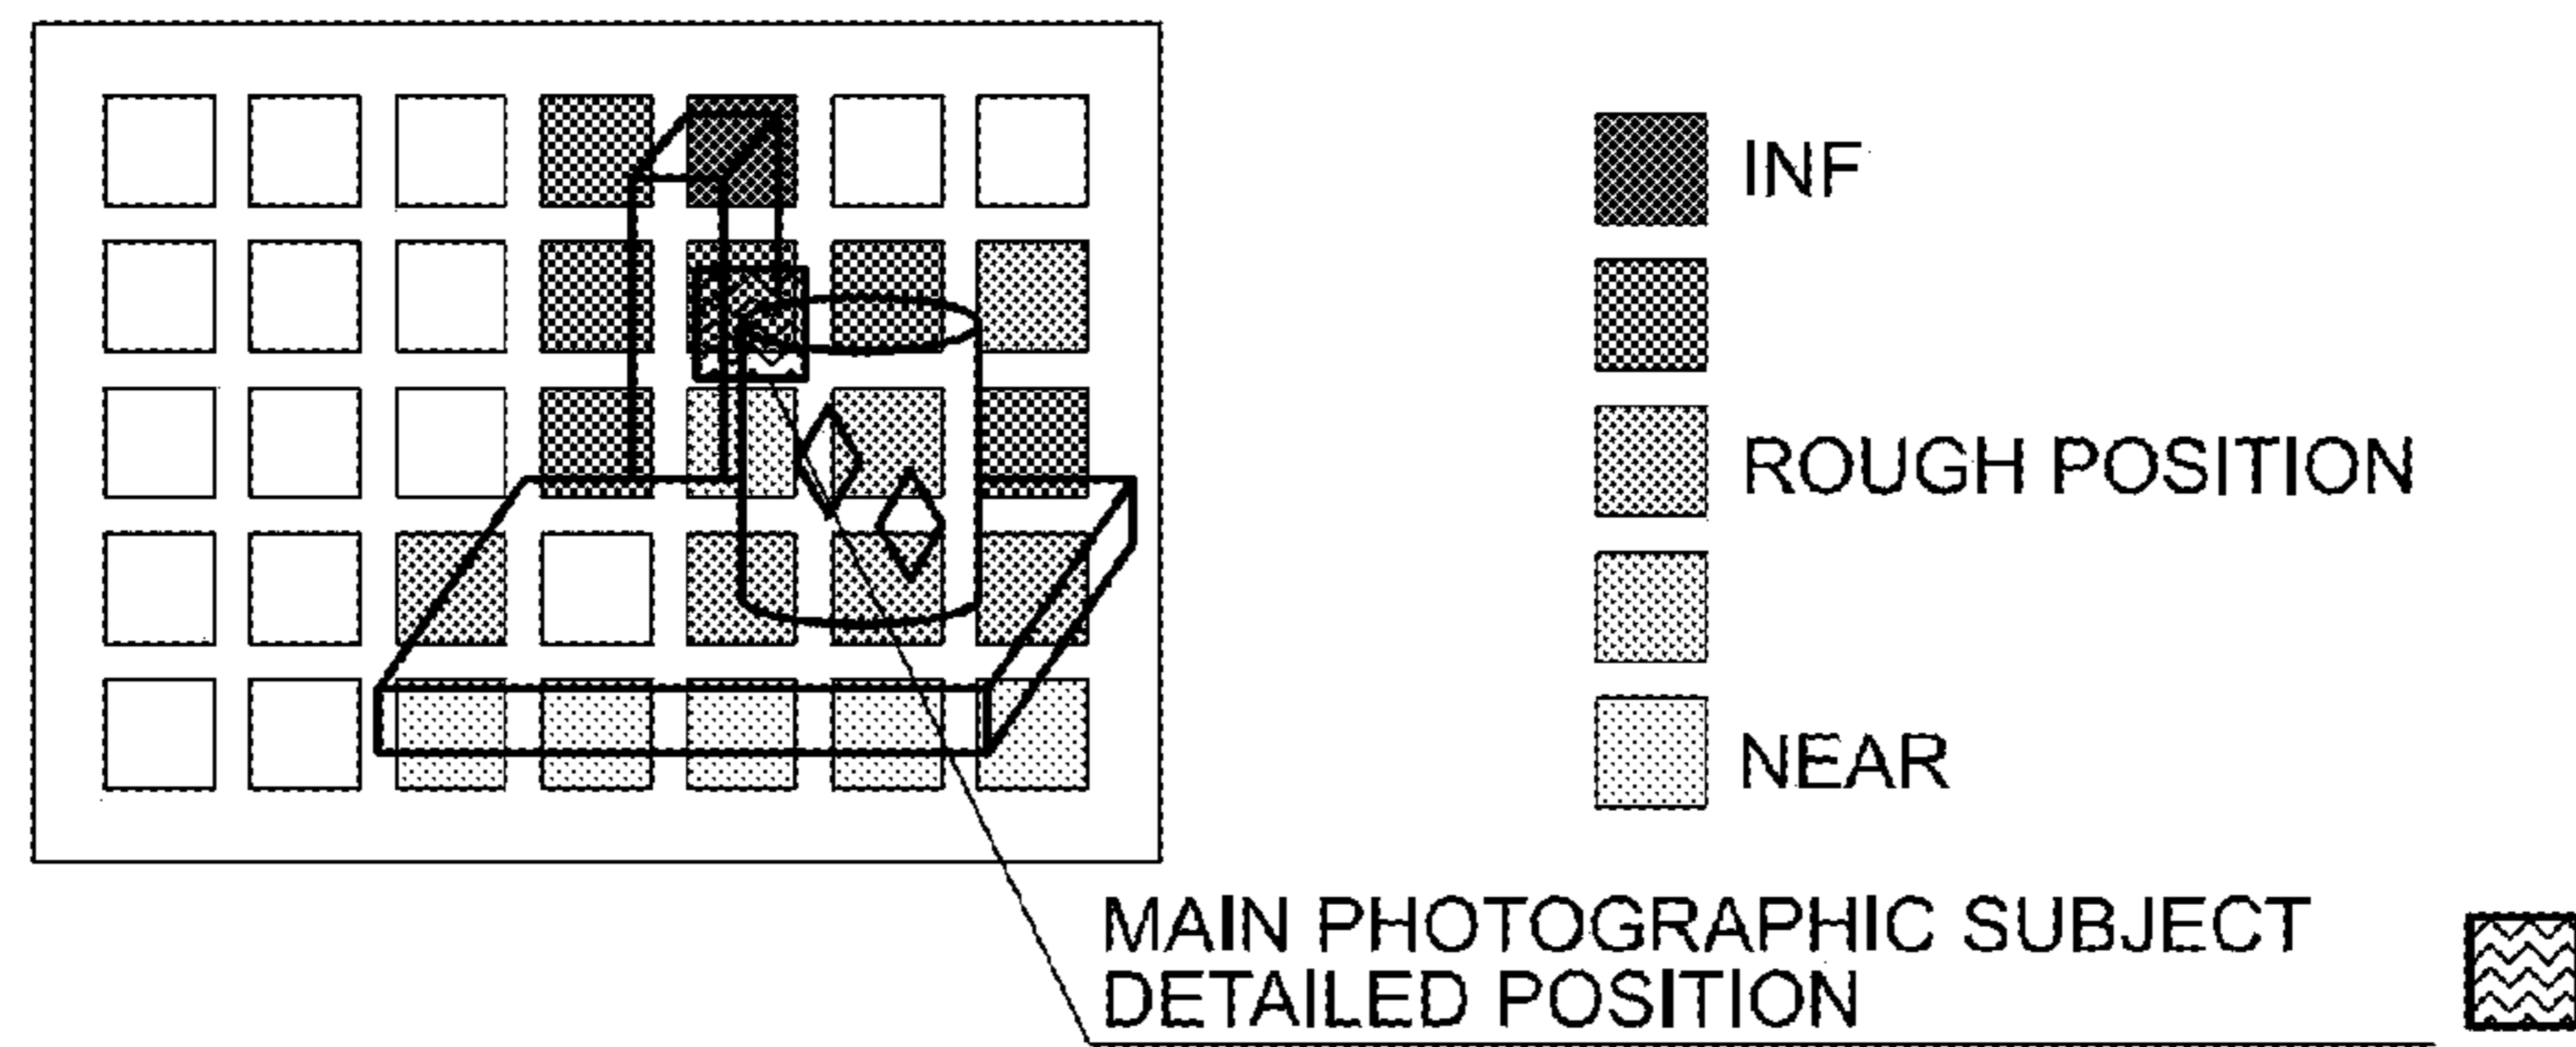 INF
ROUGH POSITION
NEAR
MAIN PHOTOGRAPHIC SUBJECT
DETAILED POSITION